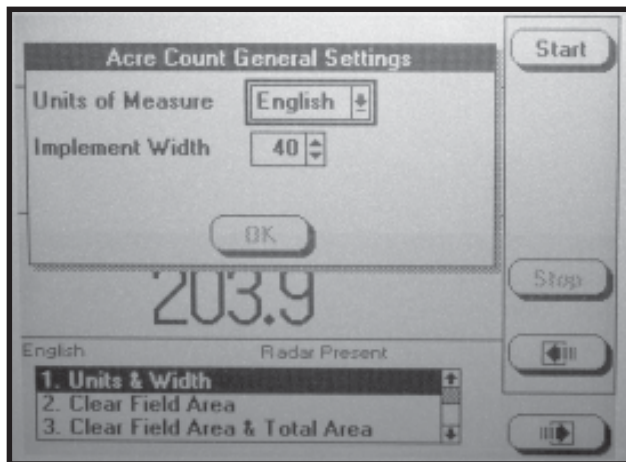 Acre Count General Settings
Start
Units of Measure English
Implement Width 40
OK
203.9
Stop
English Radar Present
1. Units & Width
2. Clear Field Area
3. Clear Field Area & Total Area